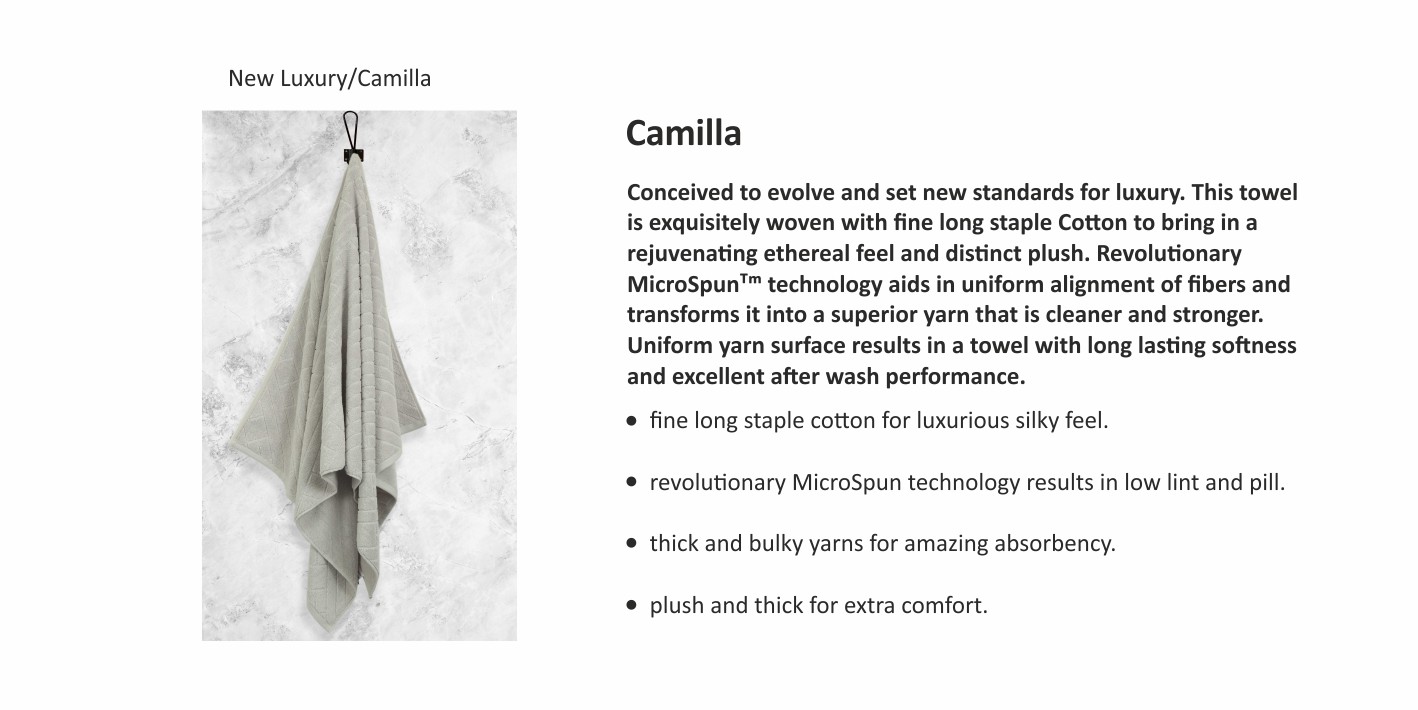 New Luxury/Camilla
Camilla
Conceived to evolve and set new standards for luxury. This towel
is exquisitely woven with fine long staple Cotton to bring in a
rejuvenating ethereal feel and distinct plush. Revolutionary
MicroSpunᵀᵐ technology aids in uniform alignment of fibers and
transforms it into a superior yarn that is cleaner and stronger.
Uniform yarn surface results in a towel with long lasting softness
and excellent after wash performance.
• fine long staple cotton for luxurious silky feel.
• revolutionary MicroSpun technology results in low lint and pill.
• thick and bulky yarns for amazing absorbency.
• plush and thick for extra comfort.